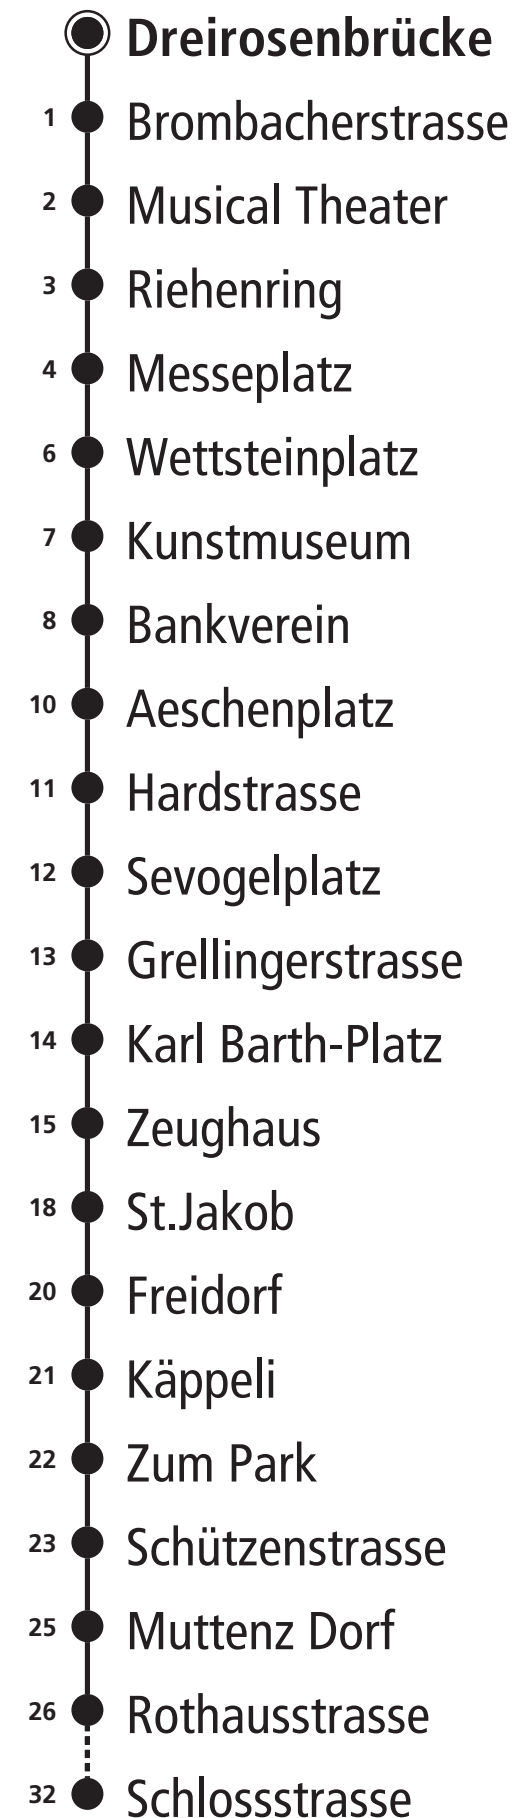 Dreirosenbrücke
1 Brombacherstrasse
2 Musical Theater
3 Riehenring
4 Messeplatz
6 Wettsteinplatz
7 Kunstmuseum
8 Bankverein
10 Aeschenplatz
11 Hardstrasse
12 Sevogelplatz
13 Grellingerstrasse
14 Karl Barth-Platz
15 Zeughaus
18 St.Jakob
20 Freidorf
21 Käppeli
22 Zum Park
23 Schützenstrasse
25 Muttenz Dorf
26 Rothausstrasse
32 Schlossstrasse